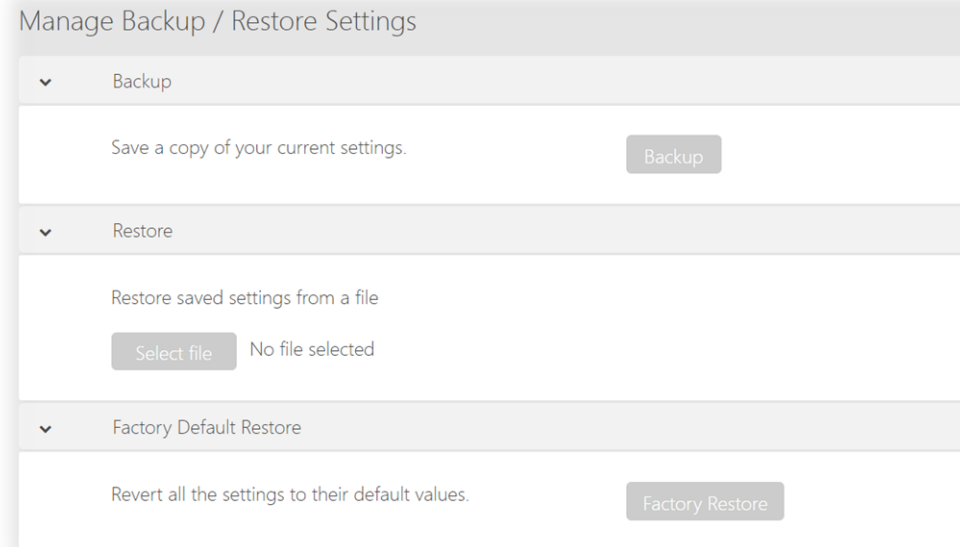 Manage Backup / Restore Settings
Backup
Save a copy of your current settings.
Backup
Restore
Restore saved settings from a file
Select file
No file selected
Factory Default Restore
Revert all the settings to their default values.
Factory Restore